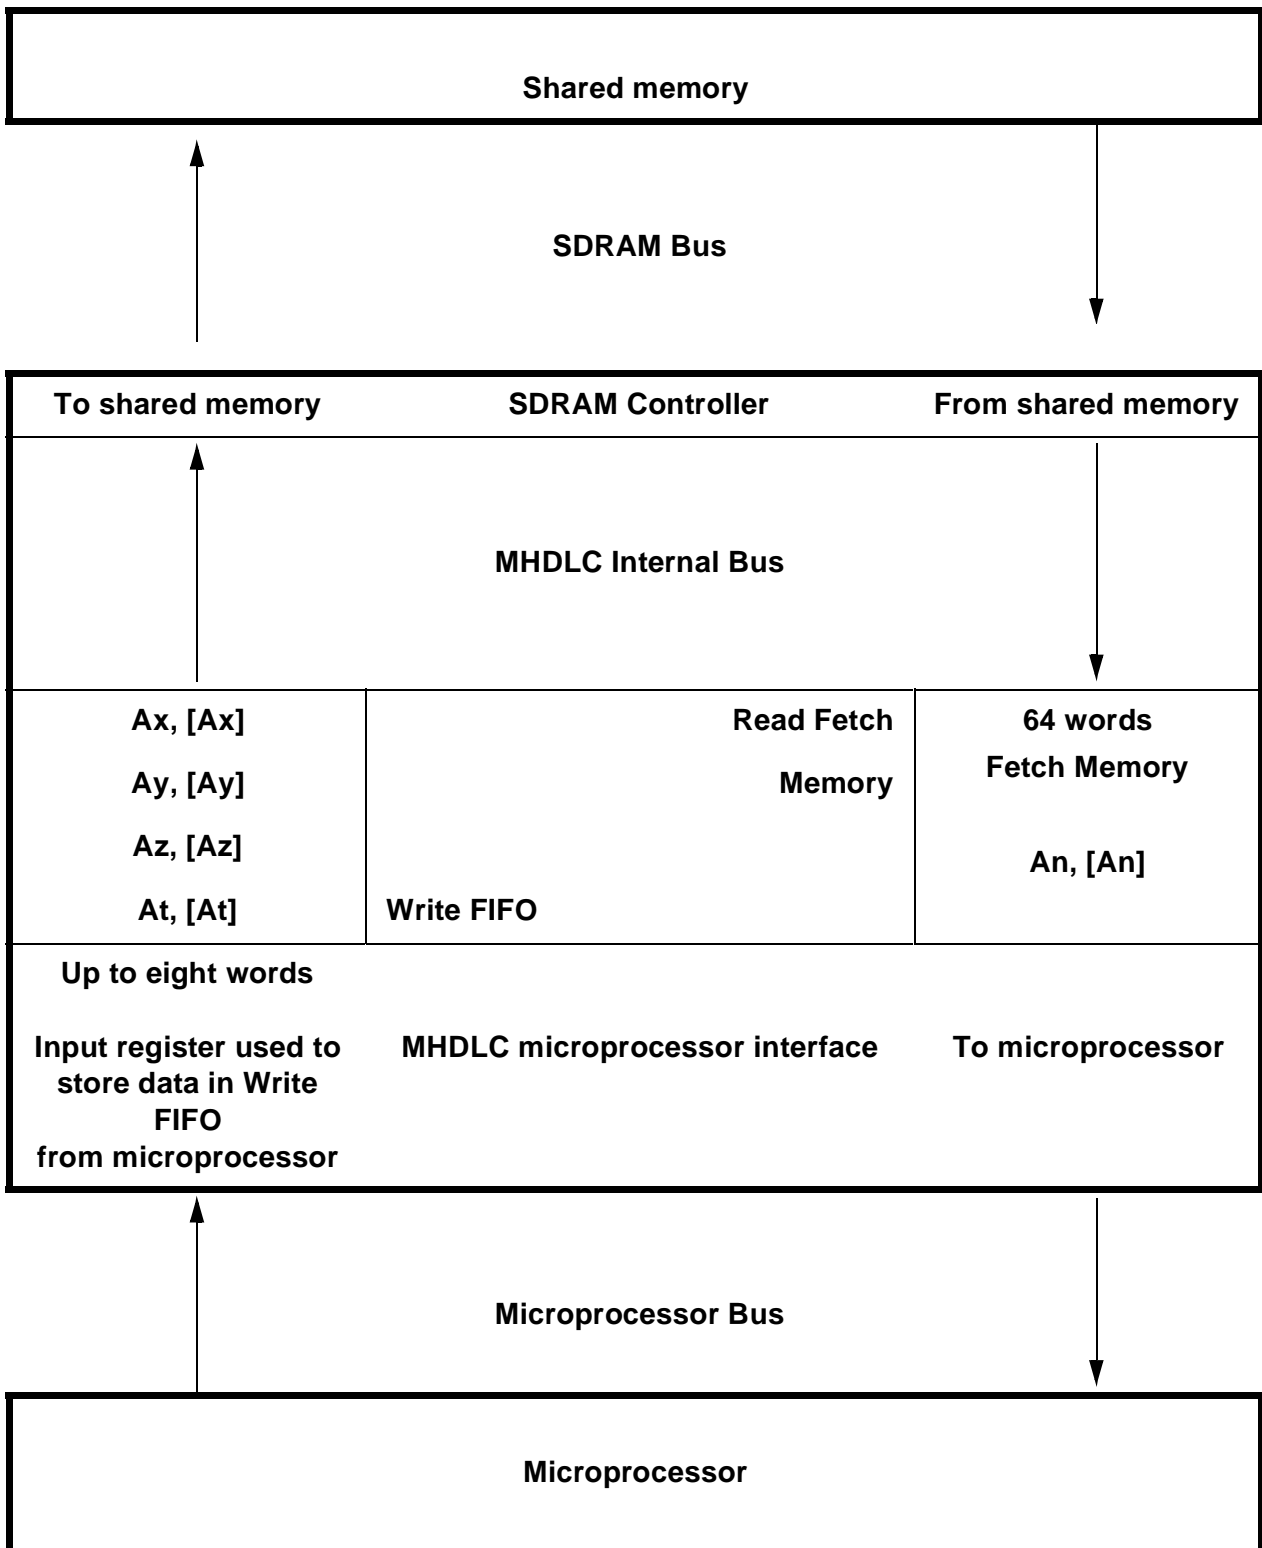 Shared memory
SDRAM Bus
To shared memory
SDRAM Controller
From shared memory
MHDLC Internal Bus
Ax, [Ax]
Ay, [Ay]
Az, [Az]
At, [At]
Read Fetch
Memory
Write FIFO
64 words
Fetch Memory
An, [An]
Up to eight words
Input register used to
store data in Write
FIFO
from microprocessor
MHDLC microprocessor interface
To microprocessor
Microprocessor Bus
Microprocessor